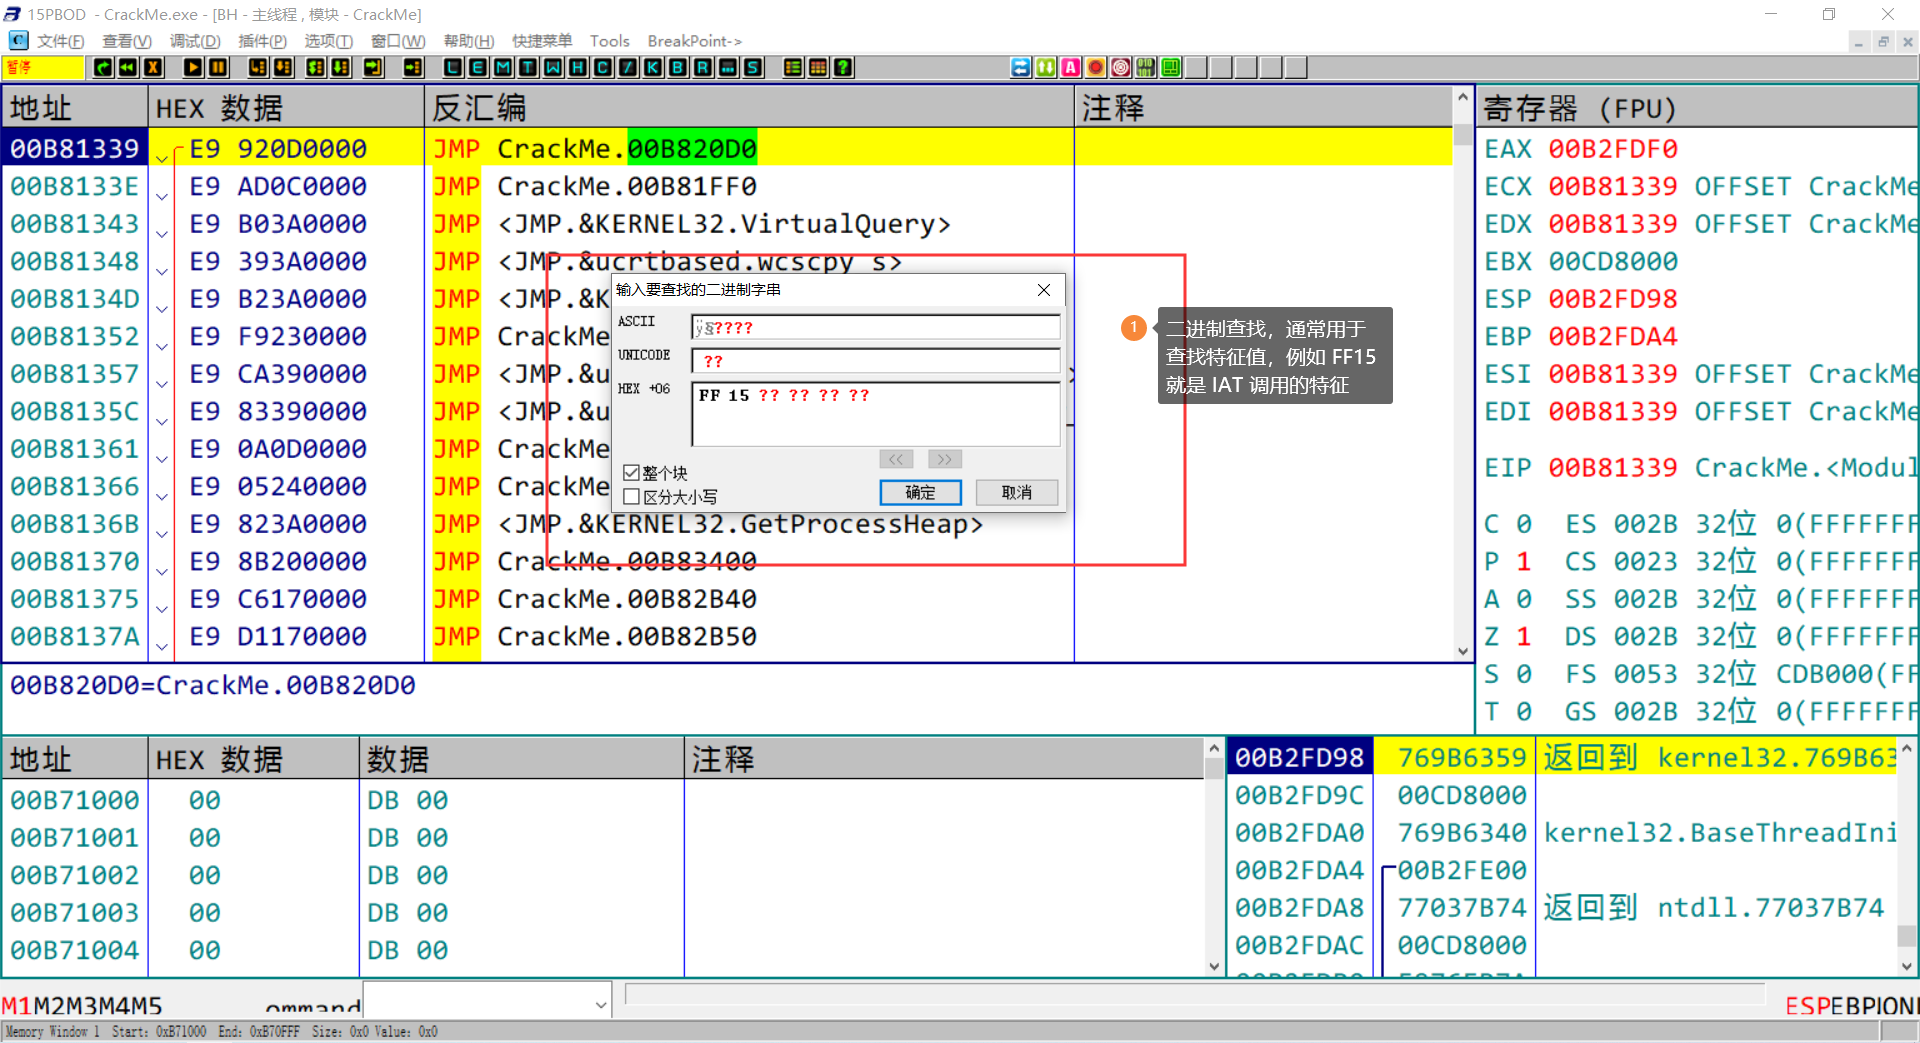 15PBOD - CrackMe.exe - [BH - 主线程 , 模块 - CrackMe]
文件(F) 查看(V) 调试(D) 插件(P) 选项(T) 窗口(W) 帮助(H) 快捷菜单 Tools BreakPoint->
暂停 L E M T W H C / K B R ... S ?
地址 HEX 数据 反汇编 注释
00B81339 E9 920D0000 JMP CrackMe.00B820D0
00B8133E E9 AD0C0000 JMP CrackMe.00B81FF0
00B81343 E9 B03A0000 JMP <JMP.&KERNEL32.VirtualQuery>
00B81348 E9 393A0000 JMP <JMP.&ucrtbased.wcscpy_s>
00B8134D E9 B23A0000 JMP <JMP.&K
00B81352 E9 F9230000 JMP CrackMe
00B81357 E9 CA390000 JMP <JMP.&u
00B8135C E9 83390000 JMP <JMP.&u
00B81361 E9 0A0D0000 JMP CrackMe
00B81366 E9 05240000 JMP CrackMe
00B8136B E9 823A0000 JMP <JMP.&KERNEL32.GetProcessHeap>
00B81370 E9 8B200000 JMP CrackMe.00B83400
00B81375 E9 C6170000 JMP CrackMe.00B82B40
00B8137A E9 D1170000 JMP CrackMe.00B82B50
输入要查找的二进制字串
ASCII ÿ§????
UNICODE ??
HEX +06 FF 15 ?? ?? ?? ??
<< >>
整个块
区分大小写
确定 取消
1
二进制查找，通常用于
查找特征值，例如 FF15
就是 IAT 调用的特征
寄存器 (FPU)
EAX 00B2FDF0
ECX 00B81339 OFFSET CrackMe
EDX 00B81339 OFFSET CrackMe
EBX 00CD8000
ESP 00B2FD98
EBP 00B2FDA4
ESI 00B81339 OFFSET CrackMe
EDI 00B81339 OFFSET CrackMe
EIP 00B81339 CrackMe.<Modul
C 0 ES 002B 32位 0(FFFFFFF
P 1 CS 0023 32位 0(FFFFFFF
A 0 SS 002B 32位 0(FFFFFFF
Z 1 DS 002B 32位 0(FFFFFFF
S 0 FS 0053 32位 CDB000(FF
T 0 GS 002B 32位 0(FFFFFFF
00B820D0=CrackMe.00B820D0
地址 HEX 数据 数据 注释
00B71000 00 DB 00
00B71001 00 DB 00
00B71002 00 DB 00
00B71003 00 DB 00
00B71004 00 DB 00
00B2FD98 769B6359 返回到 kernel32.769B63
00B2FD9C 00CD8000
00B2FDA0 769B6340 kernel32.BaseThreadIni
00B2FDA4 00B2FE00
00B2FDA8 77037B74 返回到 ntdll.77037B74
00B2FDAC 00CD8000
M1M2M3M4M5 ommand ESPEBPION
Memory Window 1 Start: 0xB71000 End: 0xB70FFF Size: 0x0 Value: 0x0